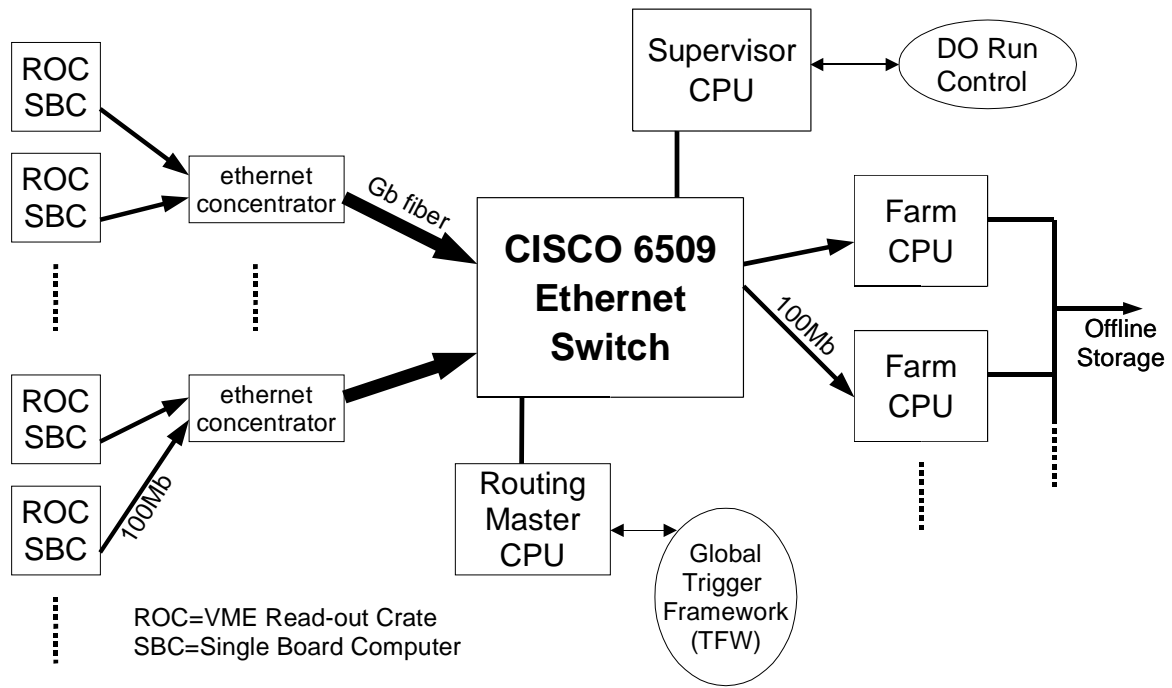 ROC
SBC
ROC
SBC
ethernet
concentrator
Gb fiber
Supervisor
CPU
DO Run
Control
CISCO 6509
Ethernet
Switch
Farm
CPU
100Mb
Farm
CPU
Offline
Storage
ROC
SBC
ethernet
concentrator
ROC
SBC
100Mb
Routing
Master
CPU
Global
Trigger
Framework
(TFW)
ROC=VME Read-out Crate
SBC=Single Board Computer